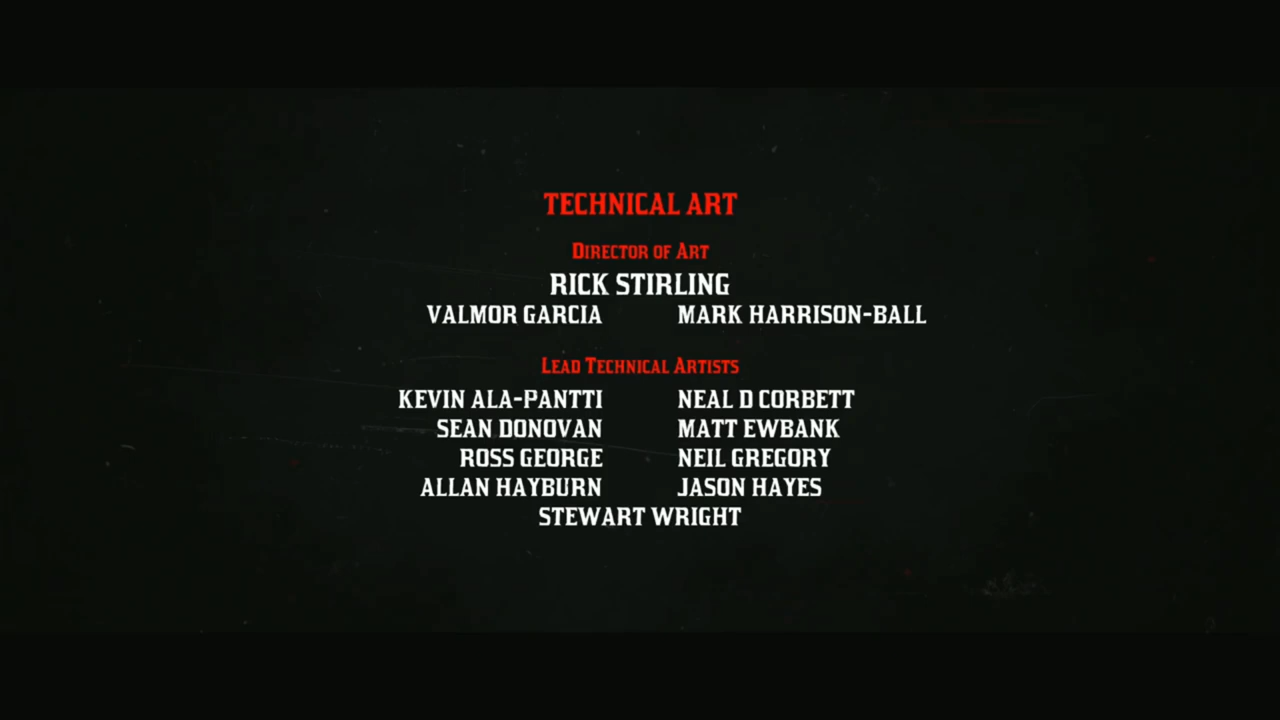 TECHNICAL ART
DIRECTOR OF ART
RICK STIRLING
VALMOR GARCIA MARK HARRISON-BALL
LEAD TECHNICAL ARTISTS
KEVIN ALA-PANTTI NEAL D CORBETT
SEAN DONOVAN MATT EWBANK
ROSS GEORGE NEIL GREGORY
ALLAN HAYBURN JASON HAYES
STEWART WRIGHT